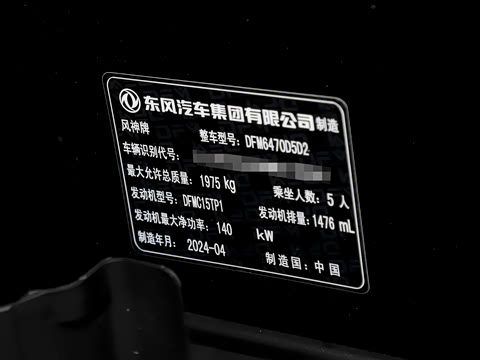 东风汽车集团有限公司 制造
风神牌 整车型号: DFM6470D5D2
车辆识别代号:
最大允许总质量: 1975 kg 乘坐人数: 5 人
发动机型号: DFMC15TP1 发动机排量: 1476 mL
发动机最大净功率: 140 kW
制造年月: 2024-04 制造国: 中国